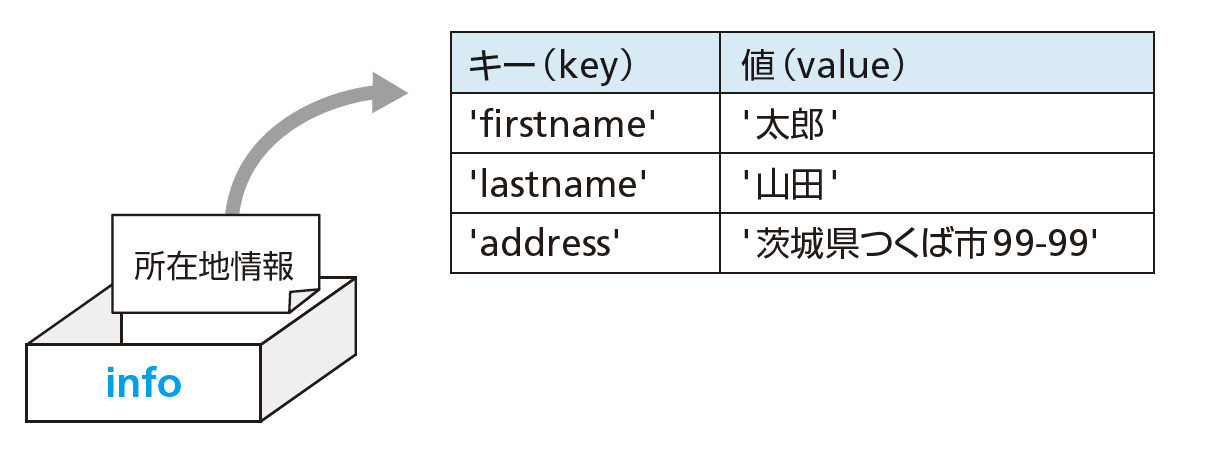 キー（key） 値（value）
'firstname' '太郎'
'lastname' '山田'
'address' '茨城県つくば市99-99'
所在地情報
info